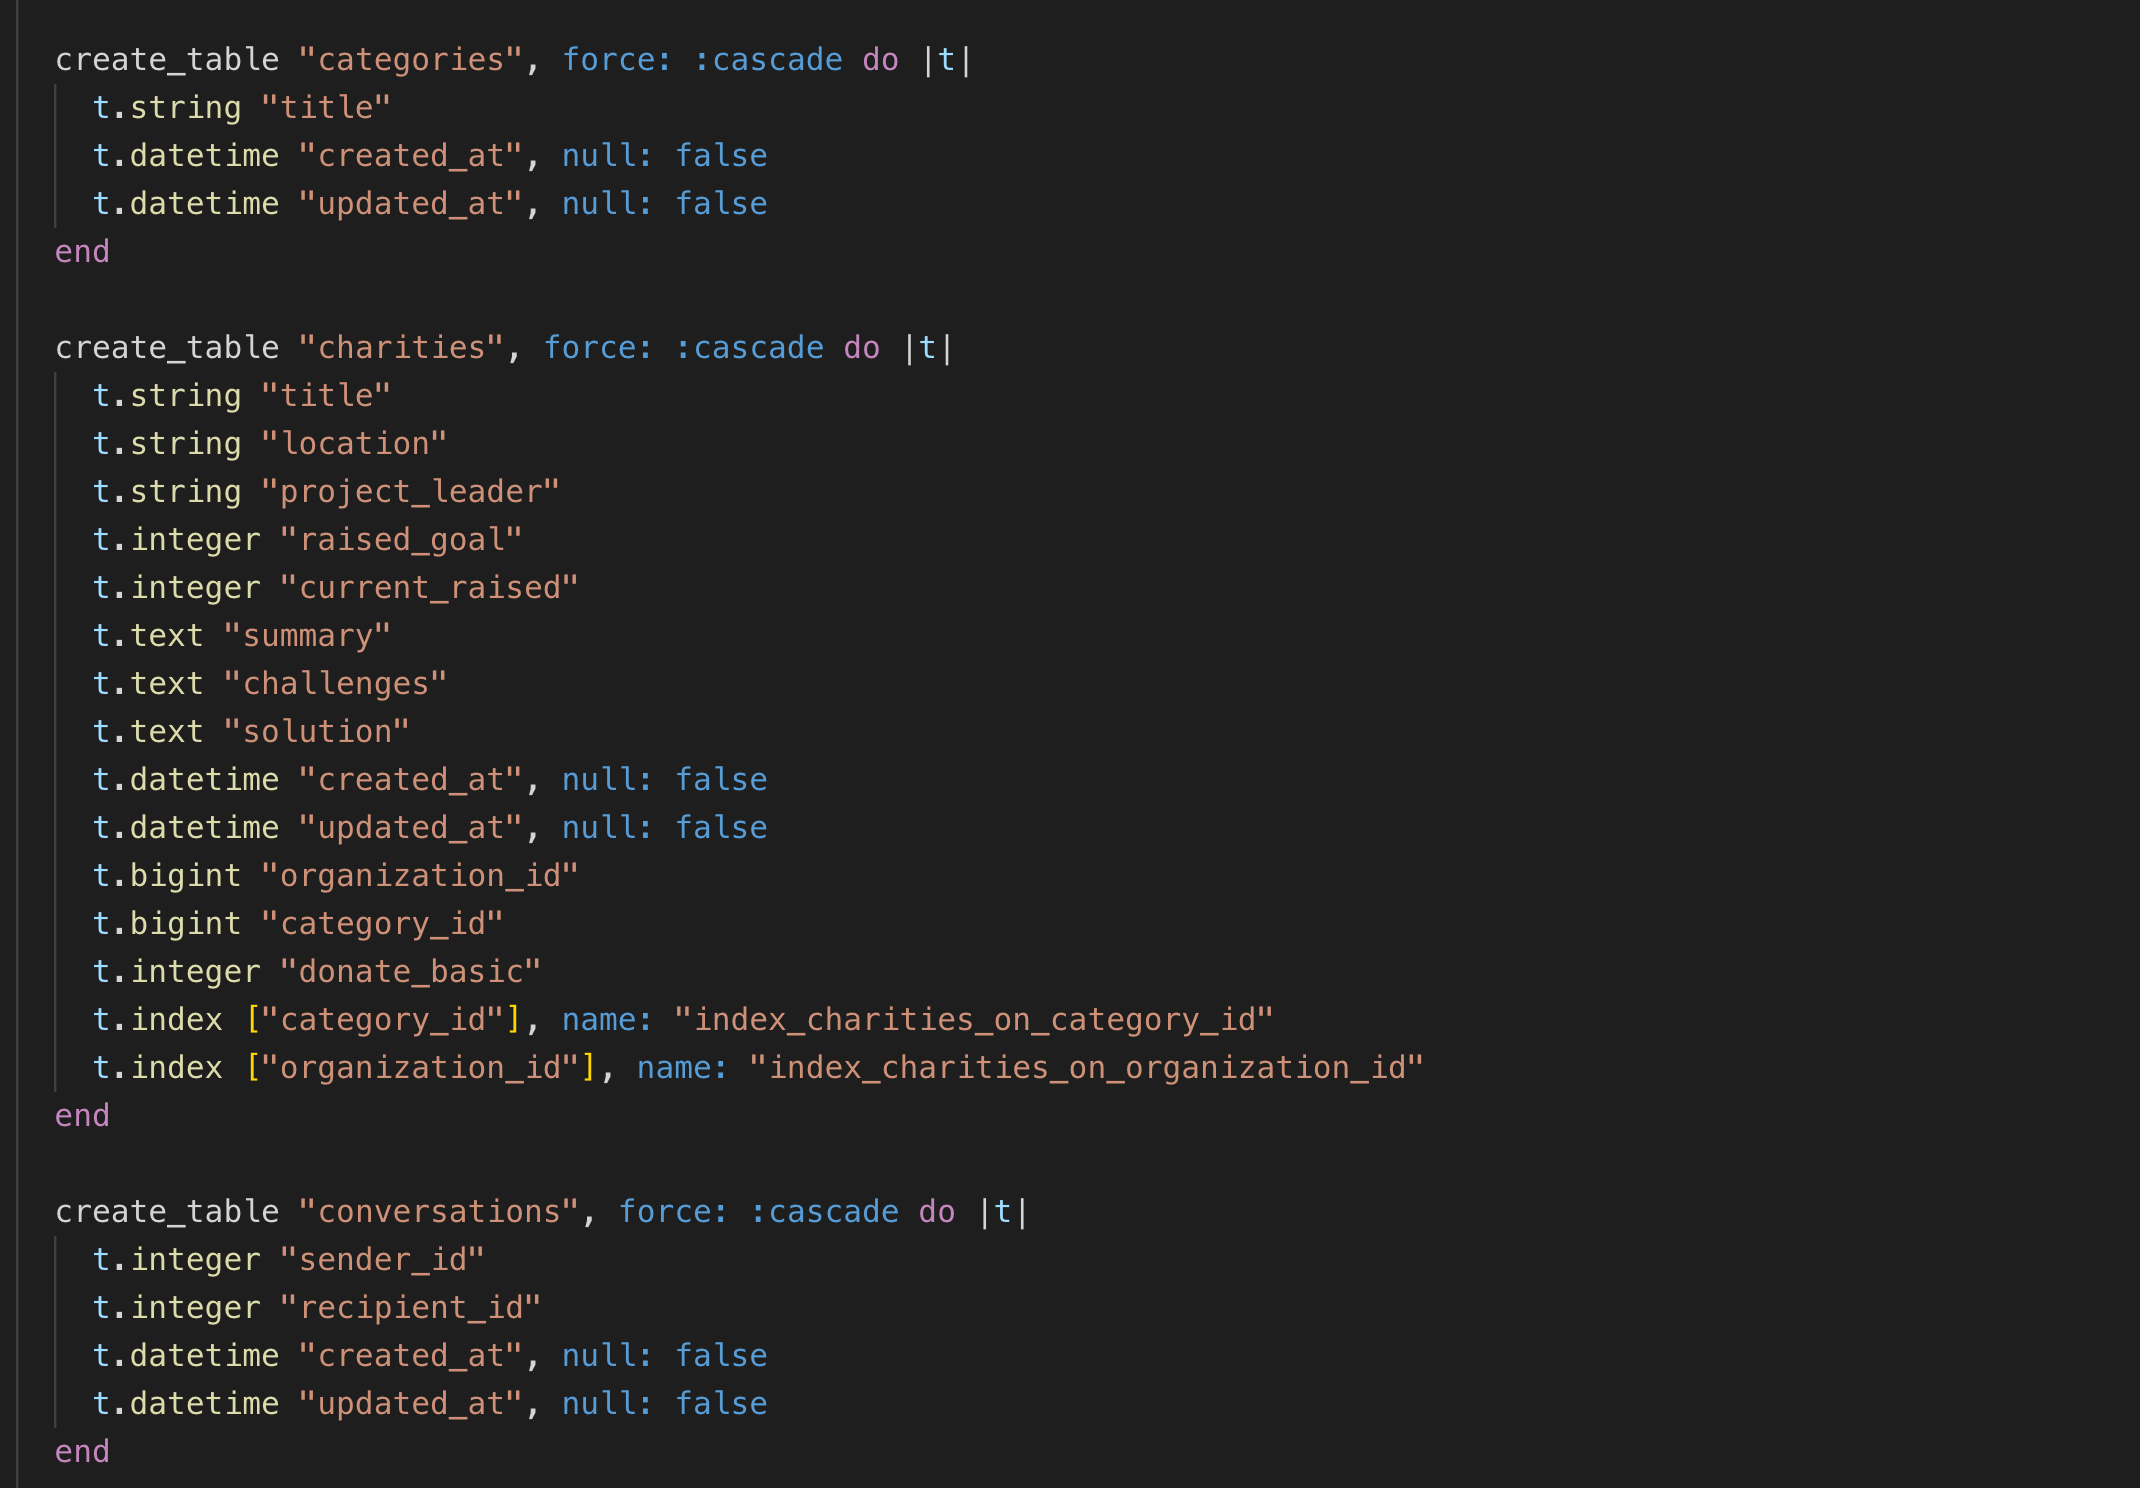 create_table "categories", force: :cascade do |t|
t.string "title"
t.datetime "created_at", null: false
t.datetime "updated_at", null: false
end
create_table "charities", force: :cascade do |t|
t.string "title"
t.string "location"
t.string "project_leader"
t.integer "raised_goal"
t.integer "current_raised"
t.text "summary"
t.text "challenges"
t.text "solution"
t.datetime "created_at", null: false
t.datetime "updated_at", null: false
t.bigint "organization_id"
t.bigint "category_id"
t.integer "donate_basic"
t.index ["category_id"], name: "index_charities_on_category_id"
t.index ["organization_id"], name: "index_charities_on_organization_id"
end
create_table "conversations", force: :cascade do |t|
t.integer "sender_id"
t.integer "recipient_id"
t.datetime "created_at", null: false
t.datetime "updated_at", null: false
end